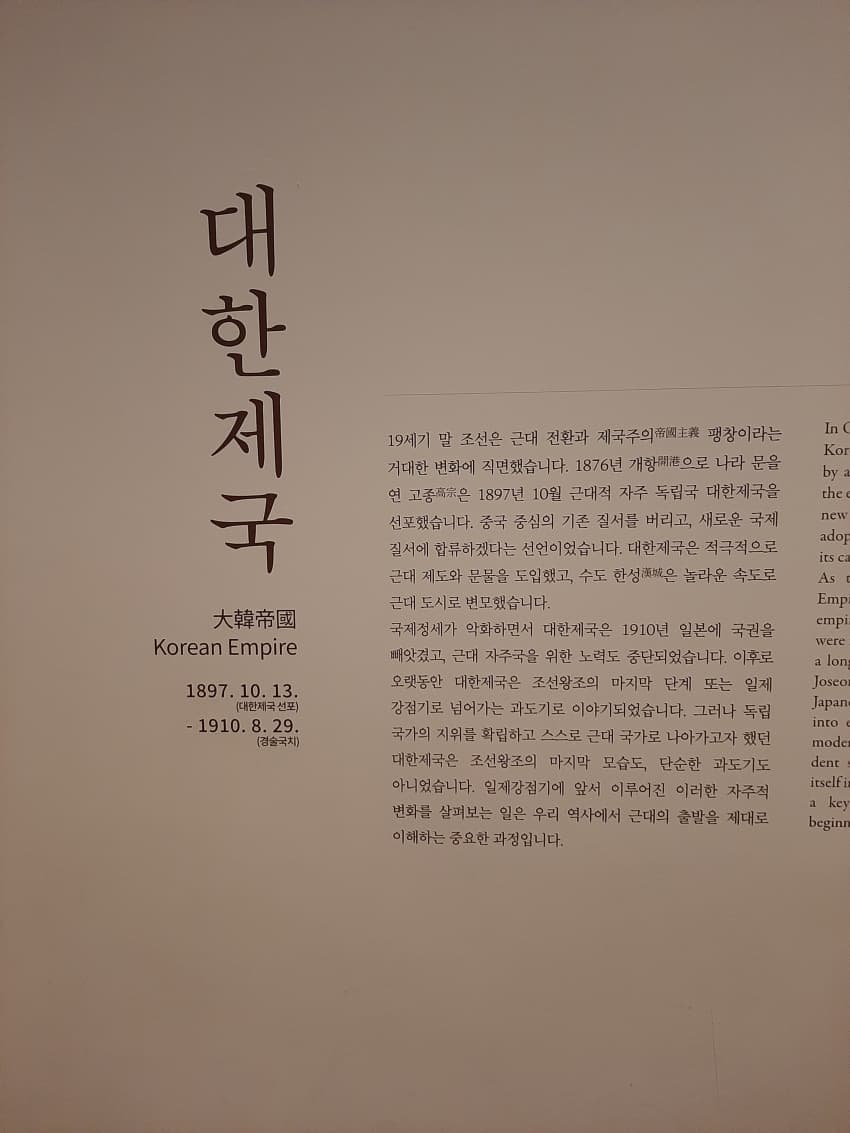 대한제국
大韓帝國
Korean Empire
1897. 10. 13.
(대한제국 선포)
- 1910. 8. 29.
(경술국치)
19세기 말 조선은 근대 전환과 제국주의帝國主義 팽창이라는
거대한 변화에 직면했습니다. 1876년 개항開港으로 나라 문을
연 고종高宗은 1897년 10월 근대적 자주 독립국 대한제국을
선포했습니다. 중국 중심의 기존 질서를 버리고, 새로운 국제
질서에 합류하겠다는 선언이었습니다. 대한제국은 적극적으로
근대 제도와 문물을 도입했고, 수도 한성漢城은 놀라운 속도로
근대 도시로 변모했습니다.
국제정세가 악화하면서 대한제국은 1910년 일본에 국권을
빼앗겼고, 근대 자주국을 위한 노력도 중단되었습니다. 이후로
오랫동안 대한제국은 조선왕조의 마지막 단계 또는 일제
강점기로 넘어가는 과도기로 이야기되었습니다. 그러나 독립
국가의 지위를 확립하고 스스로 근대 국가로 나아가고자 했던
대한제국은 조선왕조의 마지막 모습도, 단순한 과도기도
아니었습니다. 일제강점기에 앞서 이루어진 이러한 자주적
변화를 살펴보는 일은 우리 역사에서 근대의 출발을 제대로
이해하는 중요한 과정입니다.
In
by a
the
new
its
As
were
a long
into
dent
itself
a key